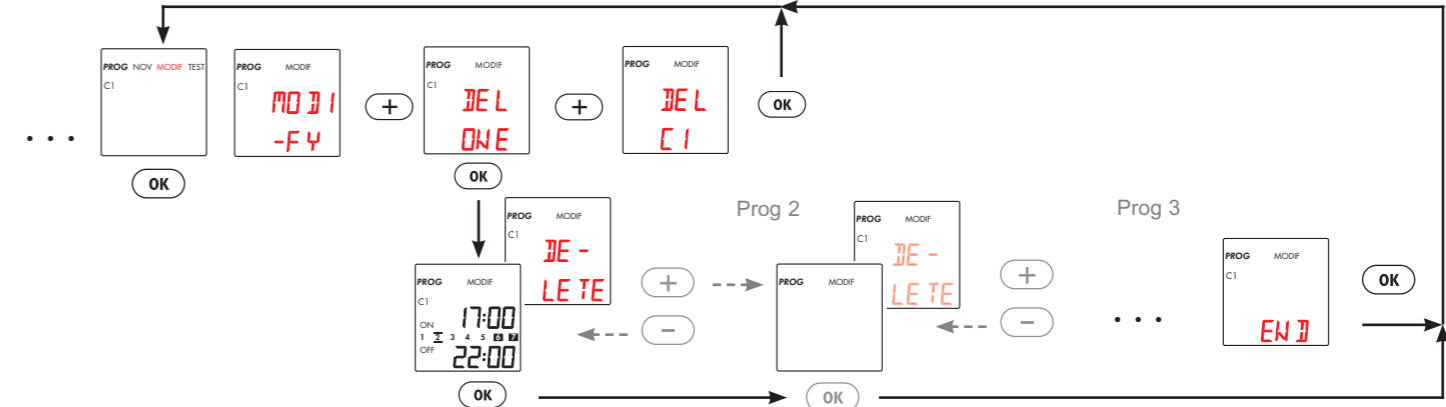 PROG NOV MODIF TEST
C1
OK
PROG MODIF
C1
MODI
-FY
+
PROG MODIF
C1
DEL
ONE
OK
+
PROG MODIF
DEL
C1
OK
. . .
PROG MODIF
C1
DE -
LETE
PROG MODIF
C1
ON 17:00
1 2 3 4 5 6 7
OFF 22:00
OK
+
−
Prog 2
PROG MODIF
C1
DE -
LETE
PROG MODIF
OK
+
−
Prog 3
. . .
PROG MODIF
C1
END
OK